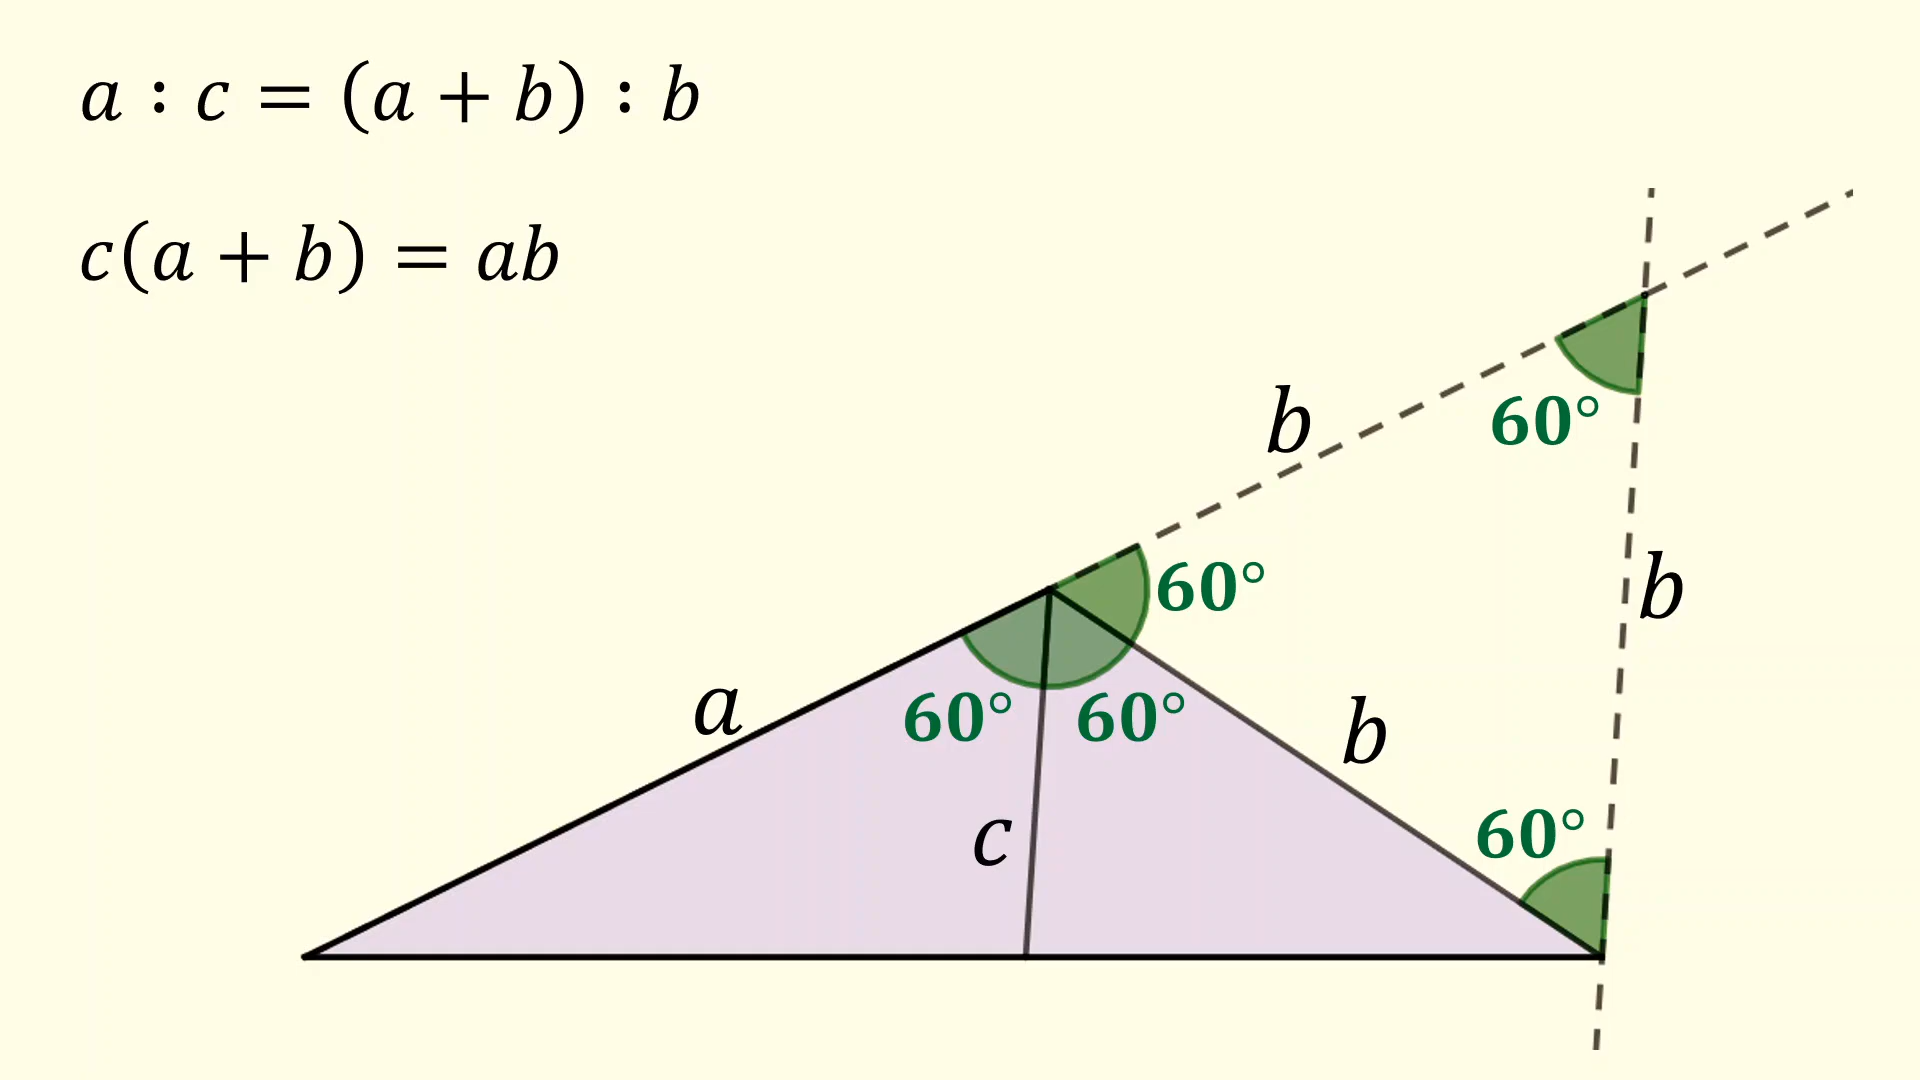 a : c = (a + b) : b
c(a + b) = ab
b
60°
60°
b
a
60° 60°
b
c
60°